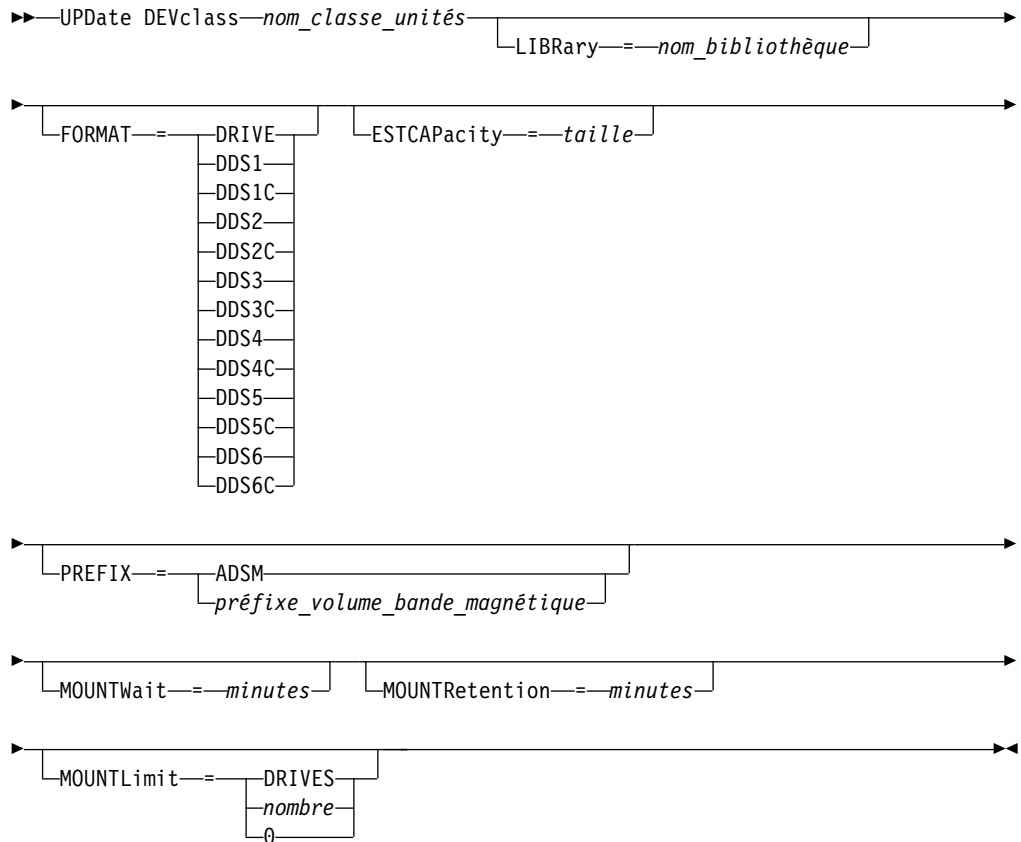 UPDate DEVclass nom_classe_unités
LIBRary = nom_bibliothèque
FORMAT = DRIVE ESTCAPacity = taille
DDS1
DDS1C
DDS2
DDS2C
DDS3
DDS3C
DDS4
DDS4C
DDS5
DDS5C
DDS6
DDS6C
PREFIX = ADSM
préfixe_volume_bande_magnétique
MOUNTWait = minutes MOUNTRetention = minutes
MOUNTLimit = DRIVES
nombre
0